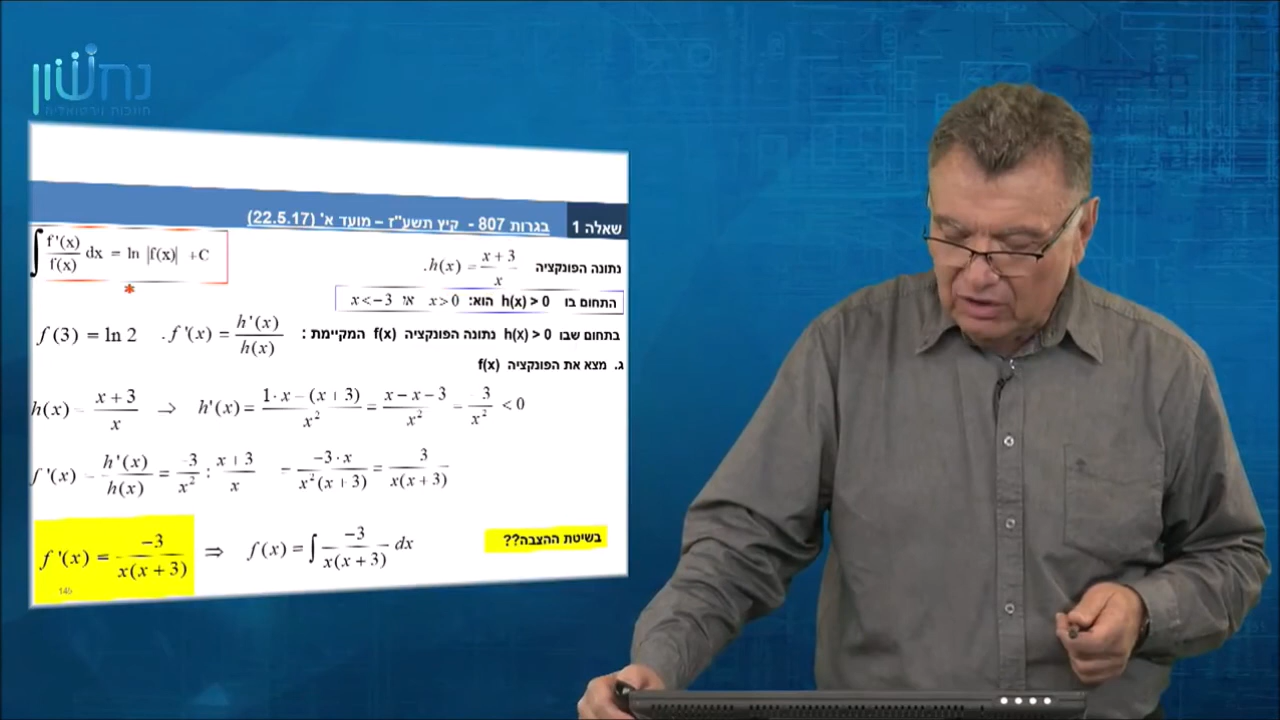 נחשון
חונכות וירטואלית
שאלה 1 בגרות 807 - קיץ תשע"ז – מועד א' (22.5.17)
∫ f'(x)/f(x) dx = ln |f(x)| + C
*
נתונה הפונקציה h(x) = (x + 3)/x.
התחום בו h(x) > 0 הוא: x > 0 או x < −3
בתחום שבו h(x) > 0 נתונה הפונקציה f(x) המקיימת : f'(x) = h'(x)/h(x). f(3) = ln 2
ג. מצא את הפונקציה f(x)
h(x) = (x + 3)/x ⇒ h'(x) = (1·x − (x + 3))/x² = (x − x − 3)/x² = −3/x² < 0
f'(x) = h'(x)/h(x) = −3/x² : (x + 3)/x = −3·x/(x²(x + 3)) = 3/(x(x + 3))
f'(x) = −3/(x(x + 3)) ⇒ f(x) = ∫ −3/(x(x + 3)) dx
בשיטת ההצבה??